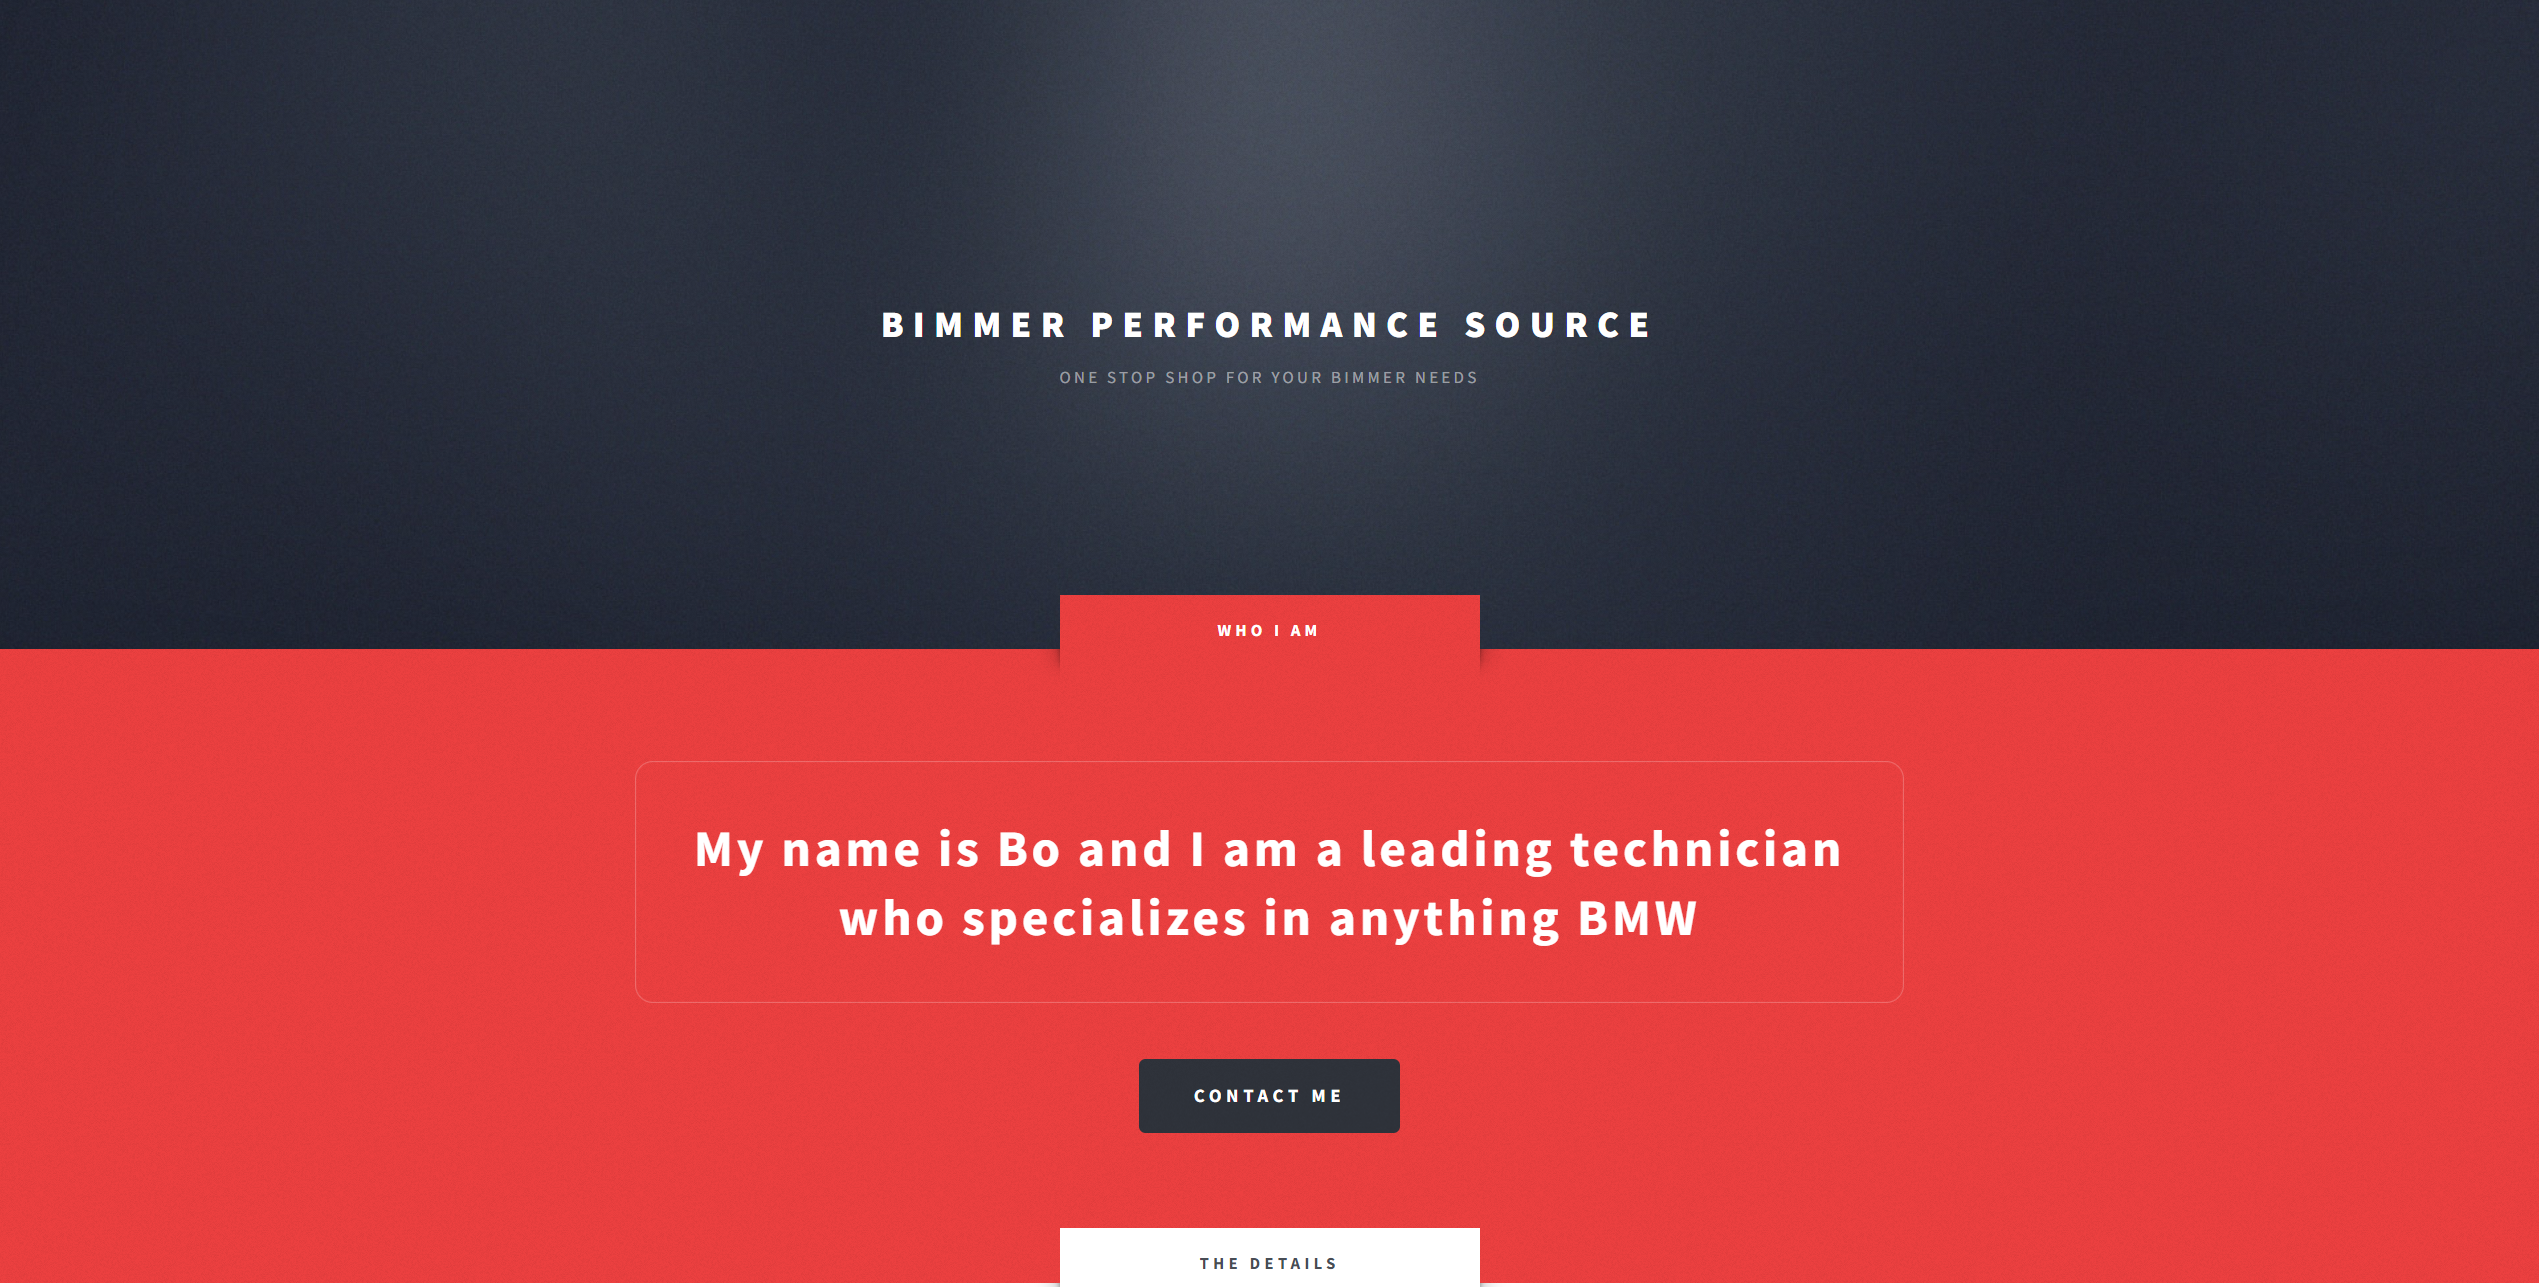 BIMMER PERFORMANCE SOURCE
ONE STOP SHOP FOR YOUR BIMMER NEEDS
WHO I AM
My name is Bo and I am a leading technician
who specializes in anything BMW
CONTACT ME
THE DETAILS